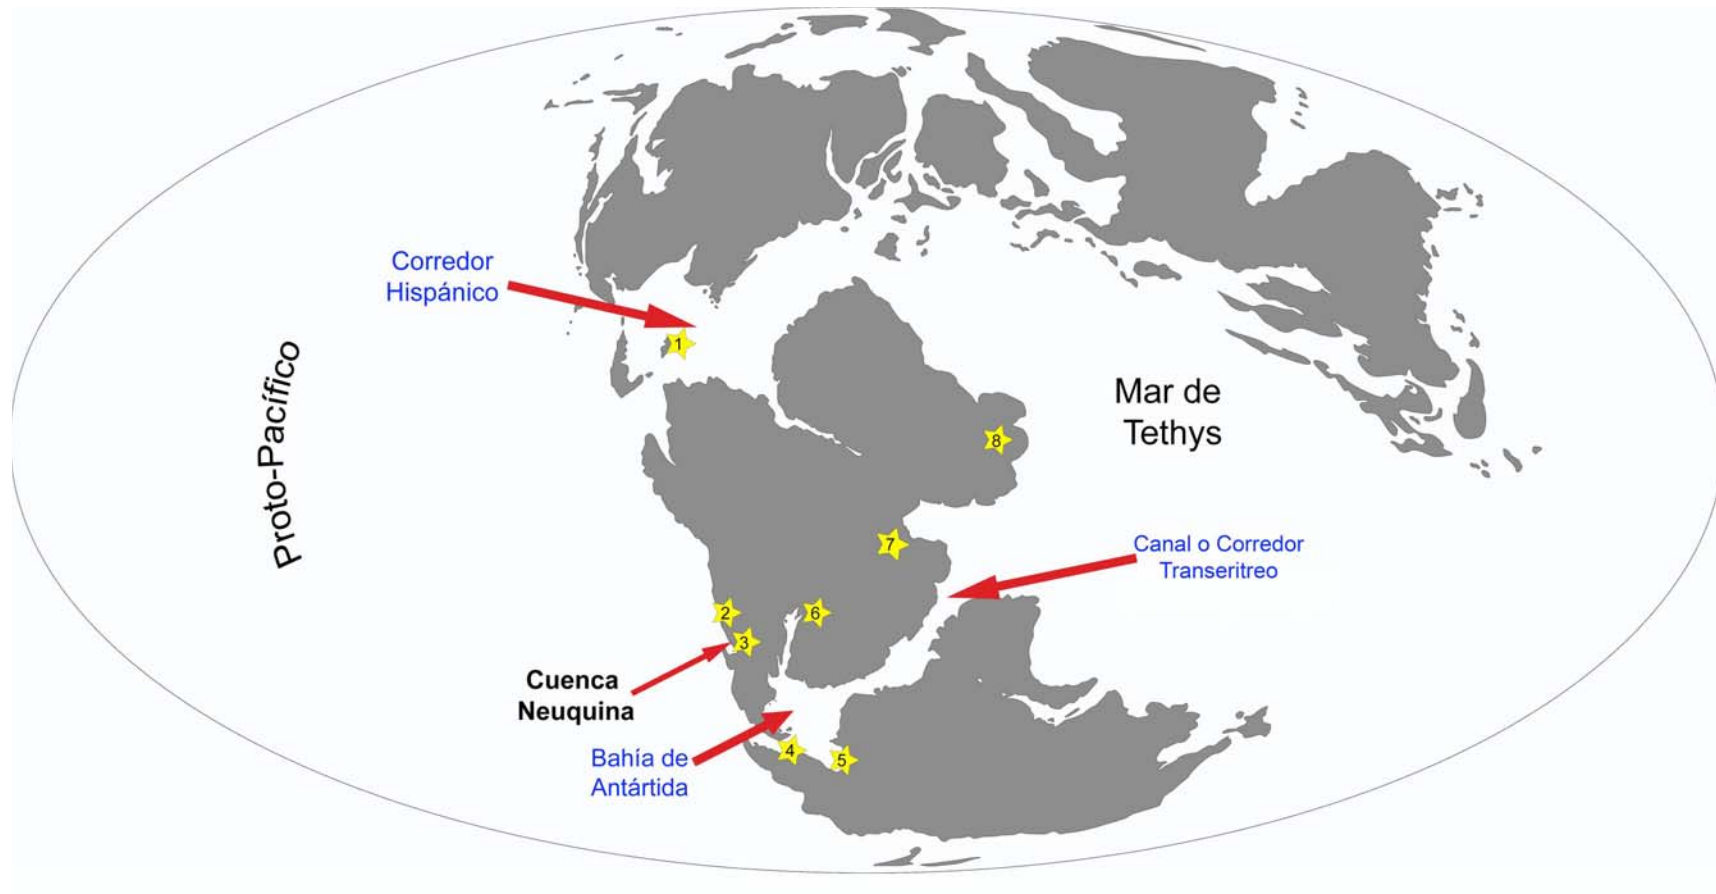 Corredor
Hispánico
1
Proto-Pacífico
Mar de
Tethys
8
7
Canal o Corredor
Transeritreo
2
6
3
Cuenca
Neuquina
Bahía de
Antártida
4
5